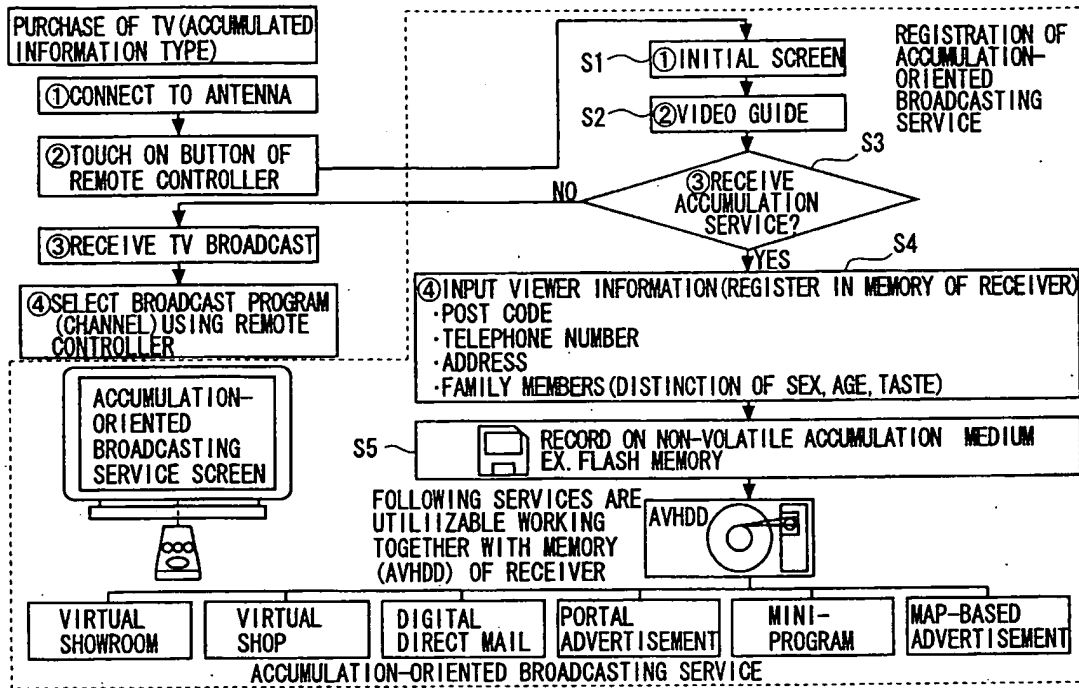 PURCHASE OF TV(ACCUMULATED
INFORMATION TYPE)
①CONNECT TO ANTENNA
②TOUCH ON BUTTON OF
REMOTE CONTROLLER
③RECEIVE TV BROADCAST
④SELECT BROADCAST PROGRAM
(CHANNEL)USING REMOTE
CONTROLLER
REGISTRATION OF
ACCUMULATION-
ORIENTED
BROADCASTING
SERVICE
S1
①INITIAL SCREEN
S2
②VIDEO GUIDE
S3
③RECEIVE
ACCUMULATION
SERVICE?
NO
YES
S4
④INPUT VIEWER INFORMATION(REGISTER IN MEMORY OF RECEIVER)
·POST CODE
·TELEPHONE NUMBER
·ADDRESS
·FAMILY MEMBERS(DISTINCTION OF SEX, AGE, TASTE)
S5
RECORD ON NON-VOLATILE ACCUMULATION MEDIUM
EX. FLASH MEMORY
ACCUMULATION-
ORIENTED
BROADCASTING
SERVICE SCREEN
FOLLOWING SERVICES ARE
UTILIIZABLE WORKING
TOGETHER WITH MEMORY
(AVHDD) OF RECEIVER
AVHDD
VIRTUAL
SHOWROOM
VIRTUAL
SHOP
DIGITAL
DIRECT MAIL
PORTAL
ADVERTISEMENT
MINI-
PROGRAM
MAP-BASED
ADVERTISEMENT
ACCUMULATION-ORIENTED BROADCASTING SERVICE